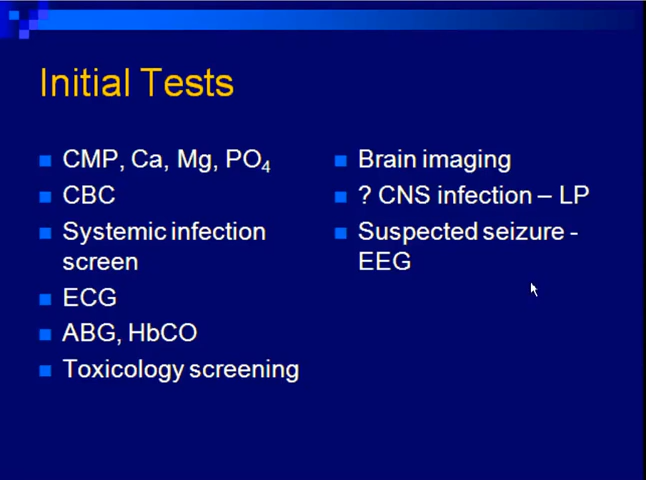 Initial Tests
CMP, Ca, Mg, PO₄
CBC
Systemic infection
screen
ECG
ABG, HbCO
Toxicology screening
Brain imaging
? CNS infection – LP
Suspected seizure -
EEG